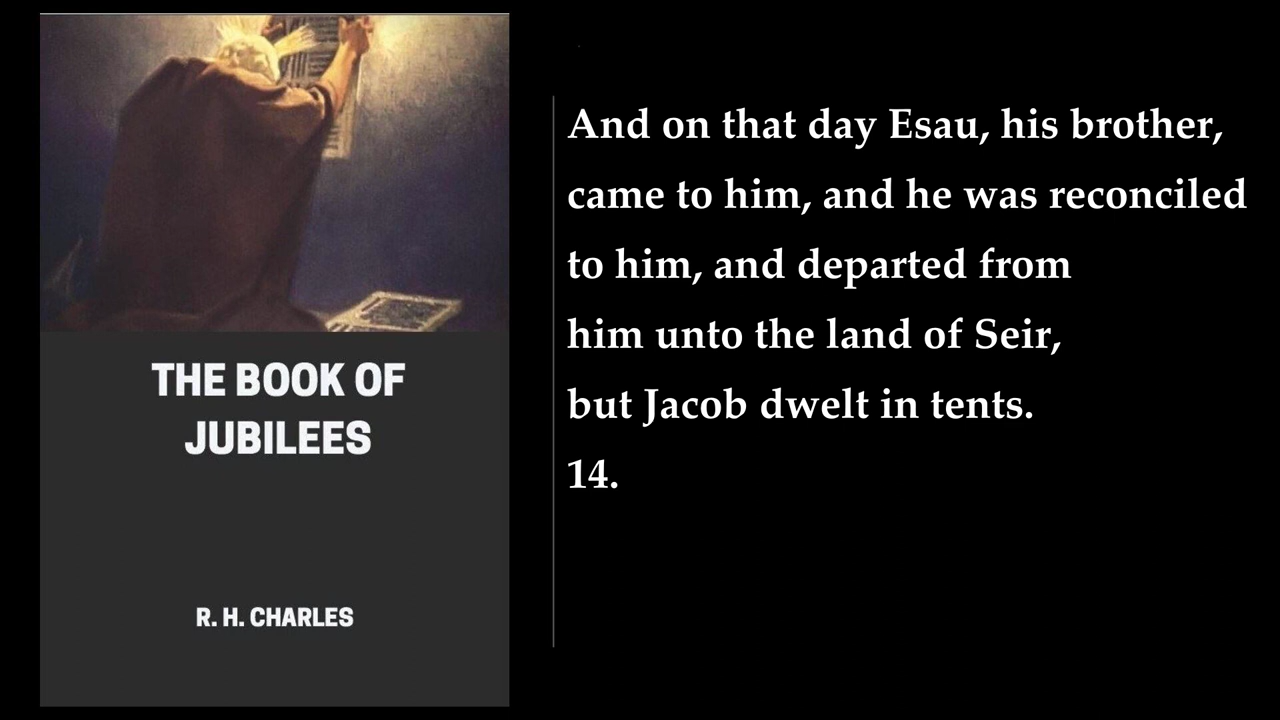 THE BOOK OF
JUBILEES
R. H. CHARLES
And on that day Esau, his brother,
came to him, and he was reconciled
to him, and departed from
him unto the land of Seir,
but Jacob dwelt in tents.
14.